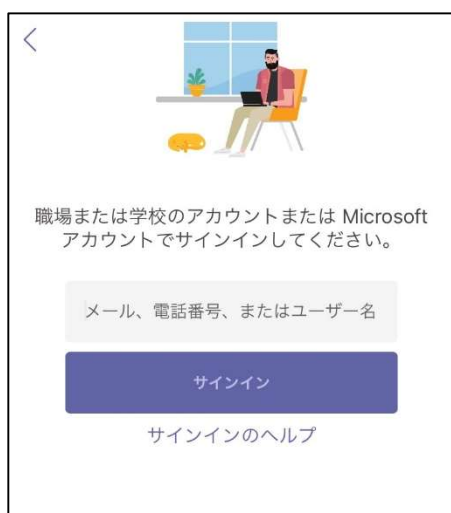 職場または学校のアカウントまたは Microsoft
アカウントでサインインしてください。
メール、電話番号、またはユーザー名
サインイン
サインインのヘルプ